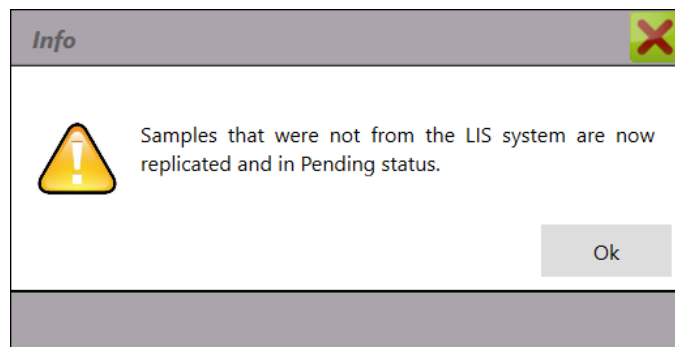 Info
Samples that were not from the LIS system are now
replicated and in Pending status.
Ok